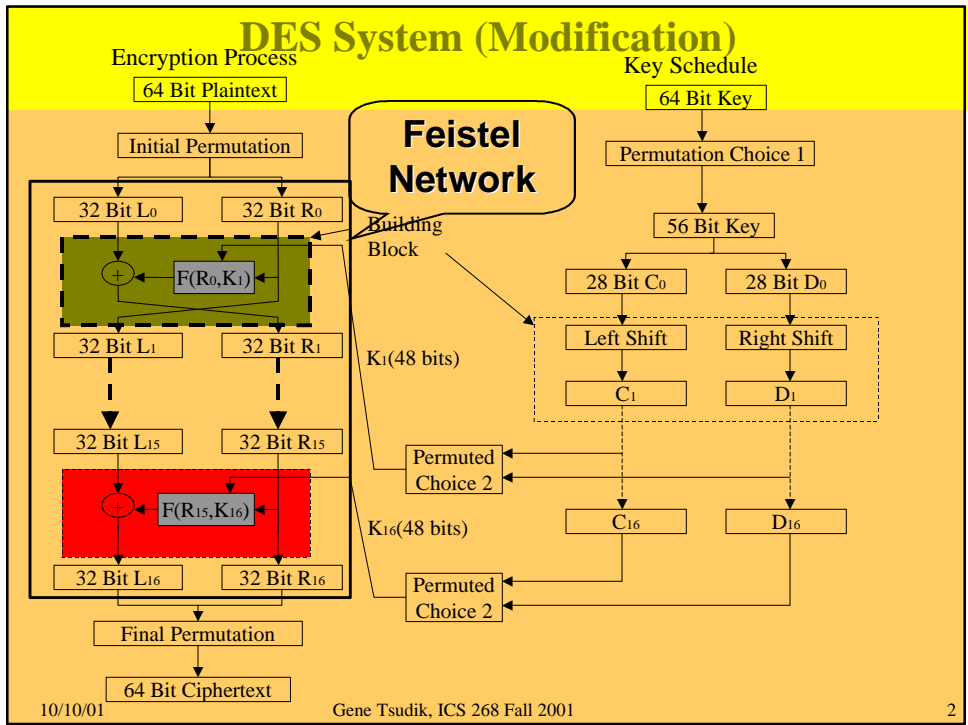 DES System (Modification)
Encryption Process
Key Schedule
64 Bit Plaintext
64 Bit Key
Feistel
Network
Initial Permutation
Permutation Choice 1
32 Bit L0
32 Bit R0
Building
Block
56 Bit Key
+
F(R0,K1)
28 Bit C0
28 Bit D0
32 Bit L1
32 Bit R1
K1(48 bits)
Left Shift
Right Shift
C1
D1
32 Bit L15
32 Bit R15
Permuted
Choice 2
+
F(R15,K16)
K16(48 bits)
C16
D16
32 Bit L16
32 Bit R16
Permuted
Choice 2
Final Permutation
64 Bit Ciphertext
10/10/01
Gene Tsudik, ICS 268 Fall 2001
2